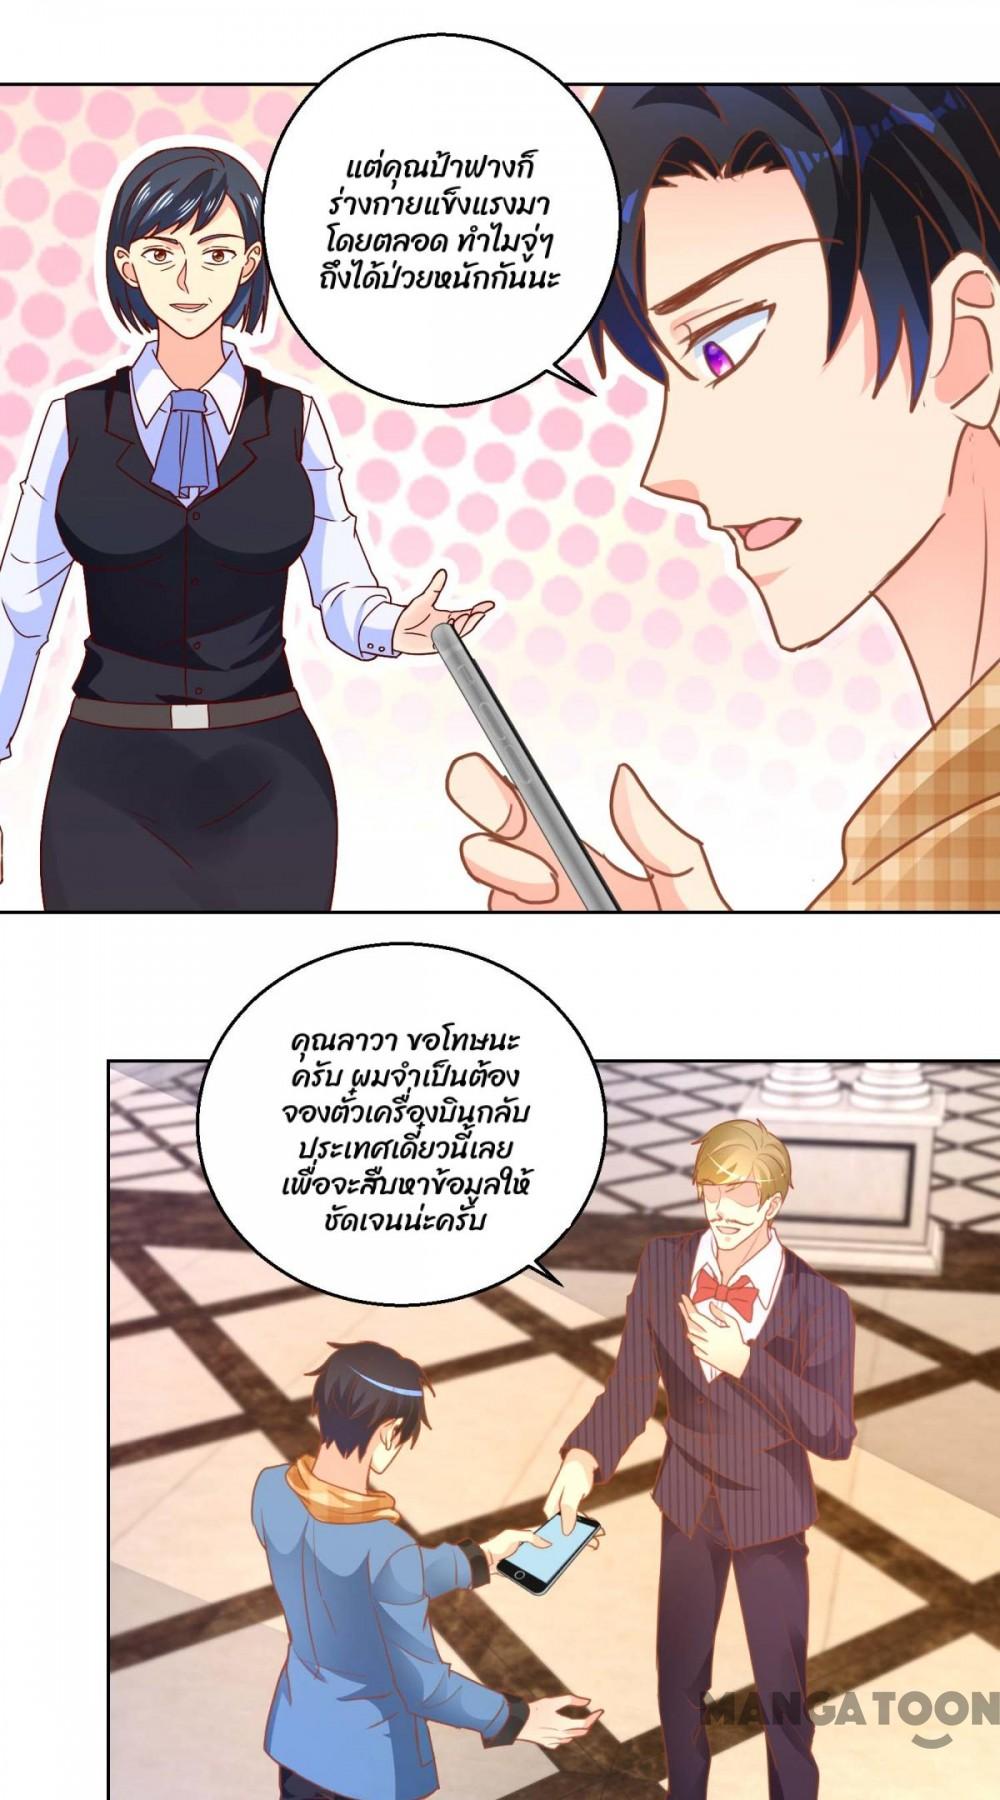 แต่คุณป้าฟางก็
ร่างกายแข็งแรงมา
โดยตลอด ทำไมจู่ๆ
ถึงได้ป่วยหนักกันนะ
คุณลาวา ขอโทษนะ
ครับ ผมจำเป็นต้อง
จองตั๋วเครื่องบินกลับ
ประเทศเดี๋ยวนี้เลย
เพื่อจะสืบหาข้อมูลให้
ชัดเจนน่ะครับ
MANGATOON